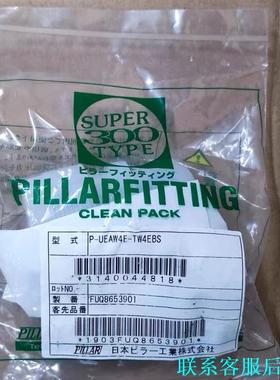 SUPER
300
TYPE
ピラーフィッティング
PILLARFITTING
CLEAN PACK
型 式 P-UEAW4E-TW4EBS
*3140044818*
ロットNO.
製 番 FUQ8653901
客先品番
*1903FUQ8653901*
PILLAR 日本ピラー工業株式会社
联系客服后